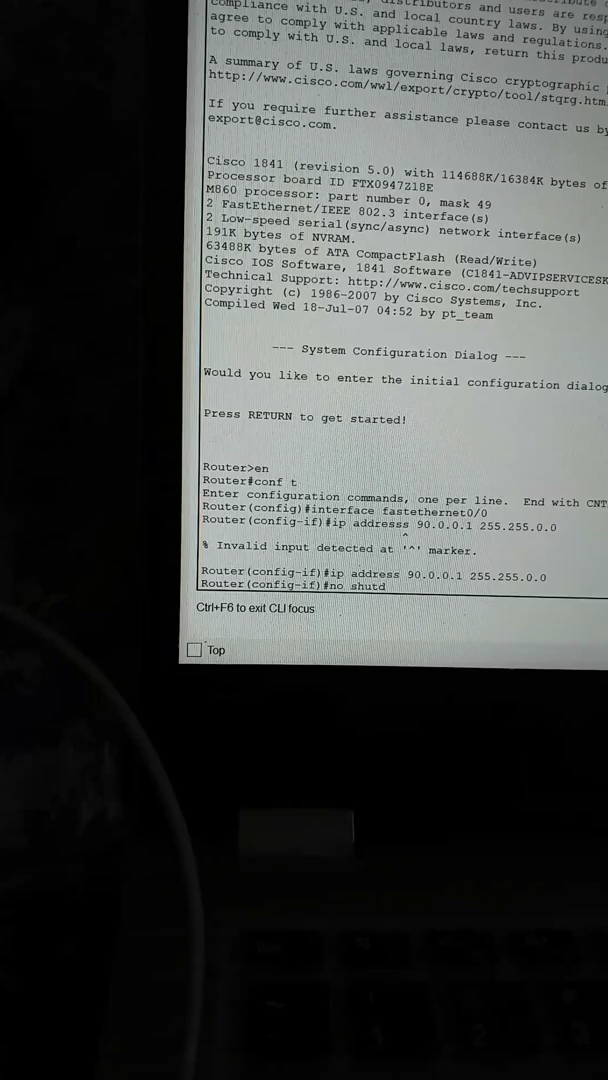 compliance with U.S. and local country laws. By using
agree to comply with applicable laws and regulations.
to comply with U.S. and local laws, return this produ
A summary of U.S. laws governing Cisco cryptographic
http://www.cisco.com/wwl/export/crypto/tool/stqrg.htm
If you require further assistance please contact us by
export@cisco.com.
Cisco 1841 (revision 5.0) with 114688K/16384K bytes of
Processor board ID FTX0947Z18E
M860 processor: part number 0, mask 49
2 FastEthernet/IEEE 802.3 interface(s)
2 Low-speed serial(sync/async) network interface(s)
191K bytes of NVRAM.
63488K bytes of ATA CompactFlash (Read/Write)
Cisco IOS Software, 1841 Software (C1841-ADVIPSERVICESK
Technical Support: http://www.cisco.com/techsupport
Copyright (c) 1986-2007 by Cisco Systems, Inc.
Compiled Wed 18-Jul-07 04:52 by pt_team
--- System Configuration Dialog ---
Would you like to enter the initial configuration dialog
Press RETURN to get started!
Router>en
Router#conf t
Enter configuration commands, one per line. End with CNT
Router(config)#interface fastethernet0/0
Router(config-if)#ip addresss 90.0.0.1 255.255.0.0
^
% Invalid input detected at '^' marker.
Router(config-if)#ip address 90.0.0.1 255.255.0.0
Router(config-if)#no shutd
Ctrl+F6 to exit CLI focus
Top